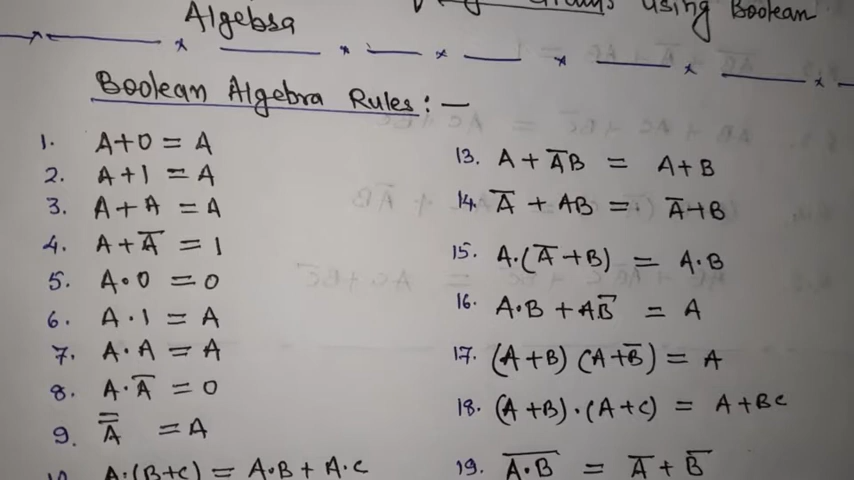 using Boolean
Algebra
Boolean Algebra Rules : —
1. A + 0 = A
2. A + 1 = A
3. A + A = A
4. A + A̅ = 1
5. A · 0 = 0
6. A · 1 = A
7. A · A = A
8. A · A̅ = 0
9. A̿ = A
10. A · (B+C) = A·B + A·C
13. A + A̅B = A + B
14. A̅ + AB = A̅ + B
15. A·(A̅ + B) = A·B
16. A·B + AB̅ = A
17. (A+B) (A+B̅) = A
18. (A+B)·(A+C) = A + BC
19. A̅·̅B̅ = A̅ + B̅